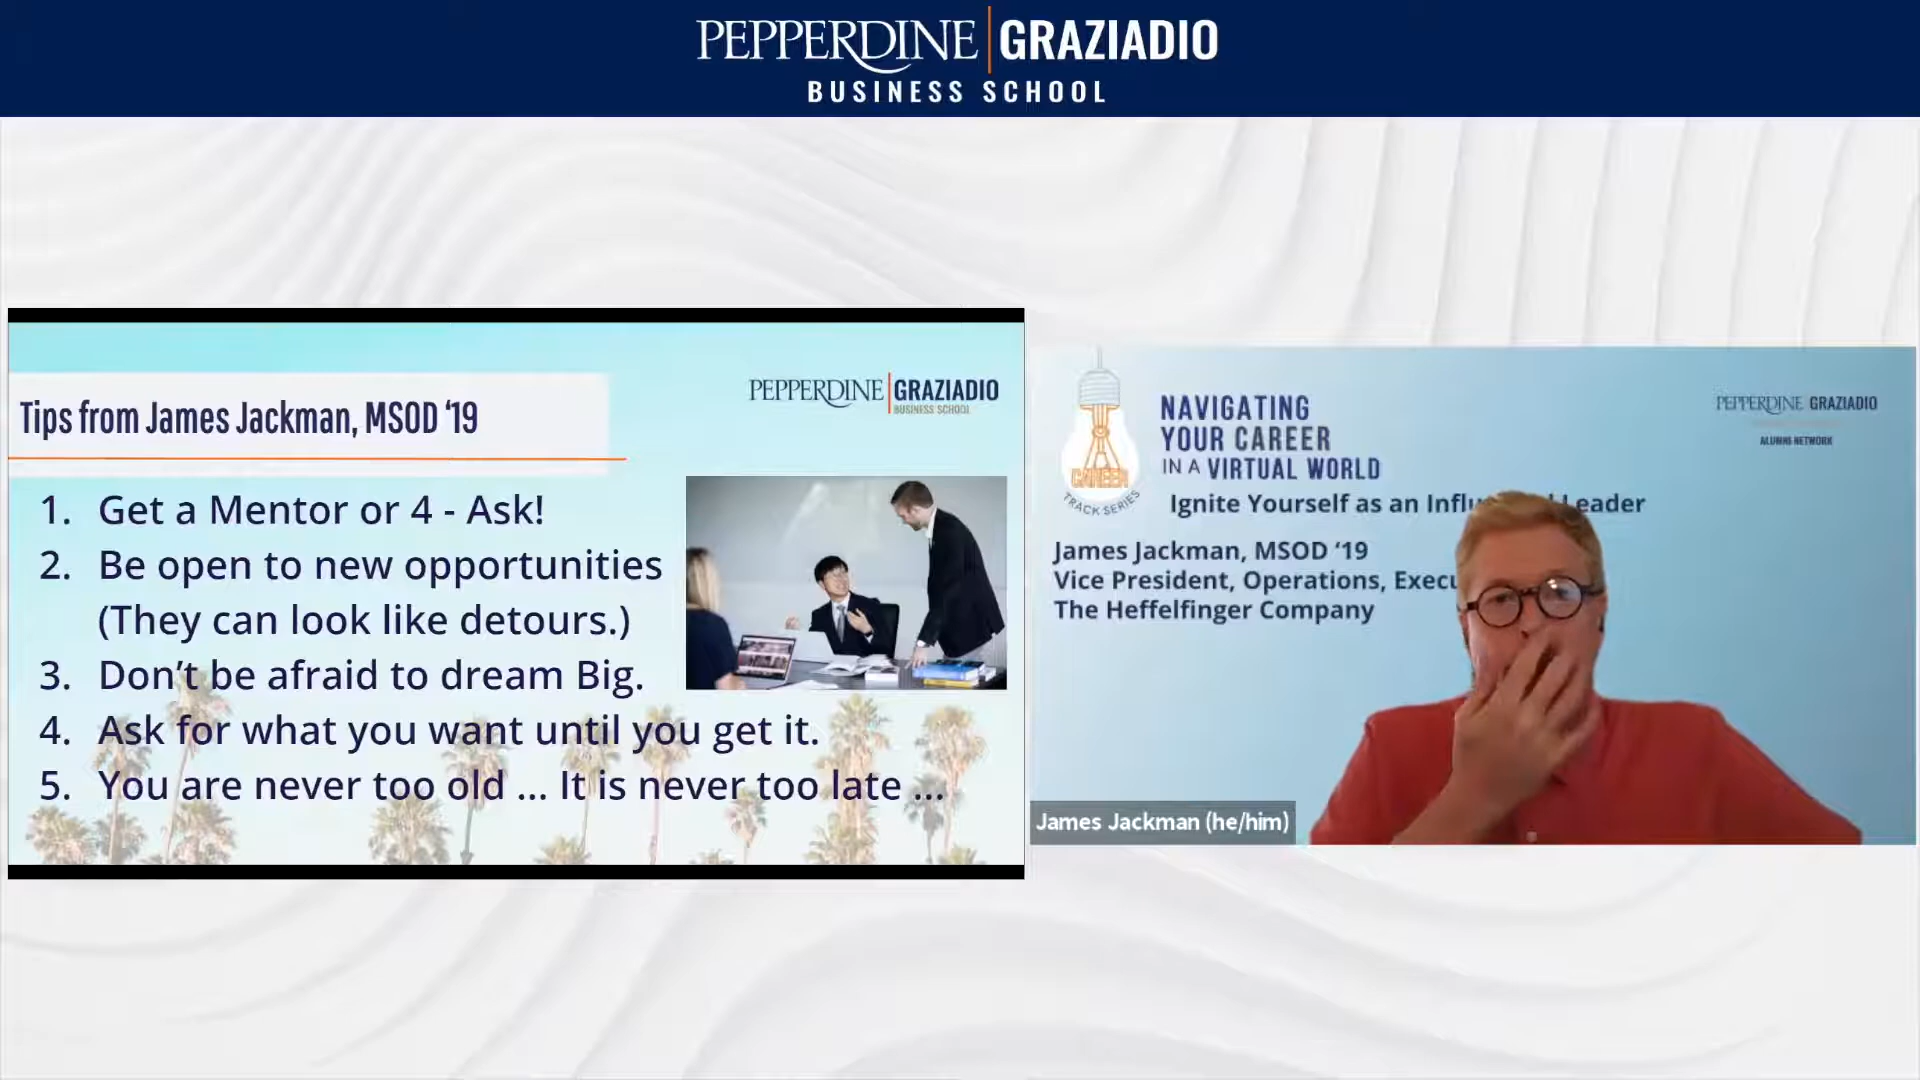 PEPPERDINE GRAZIADIO
BUSINESS SCHOOL
PEPPERDINE GRAZIADIO
BUSINESS SCHOOL
Tips from James Jackman, MSOD ‘19
1. Get a Mentor or 4 - Ask!
2. Be open to new opportunities
(They can look like detours.)
3. Don’t be afraid to dream Big.
4. Ask for what you want until you get it.
5. You are never too old ... It is never too late ...
CAREER
TRACK SERIES
NAVIGATING
YOUR CAREER
IN A VIRTUAL WORLD
Ignite Yourself as an
PEPPERDINE GRAZIADIO
ALUMNI NETWORK
James Jackman, MSOD ‘19
Vice President, Operations,
The Heffelfinger Company
James Jackman (he/him)